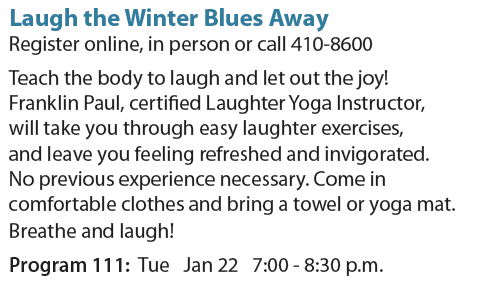 Laugh the Winter Blues Away
Register online, in person or call 410-8600
Teach the body to laugh and let out the joy!
Franklin Paul, certified Laughter Yoga Instructor,
will take you through easy laughter exercises,
and leave you feeling refreshed and invigorated.
No previous experience necessary. Come in
comfortable clothes and bring a towel or yoga mat.
Breathe and laugh!
Program 111: Tue Jan 22 7:00 - 8:30 p.m.